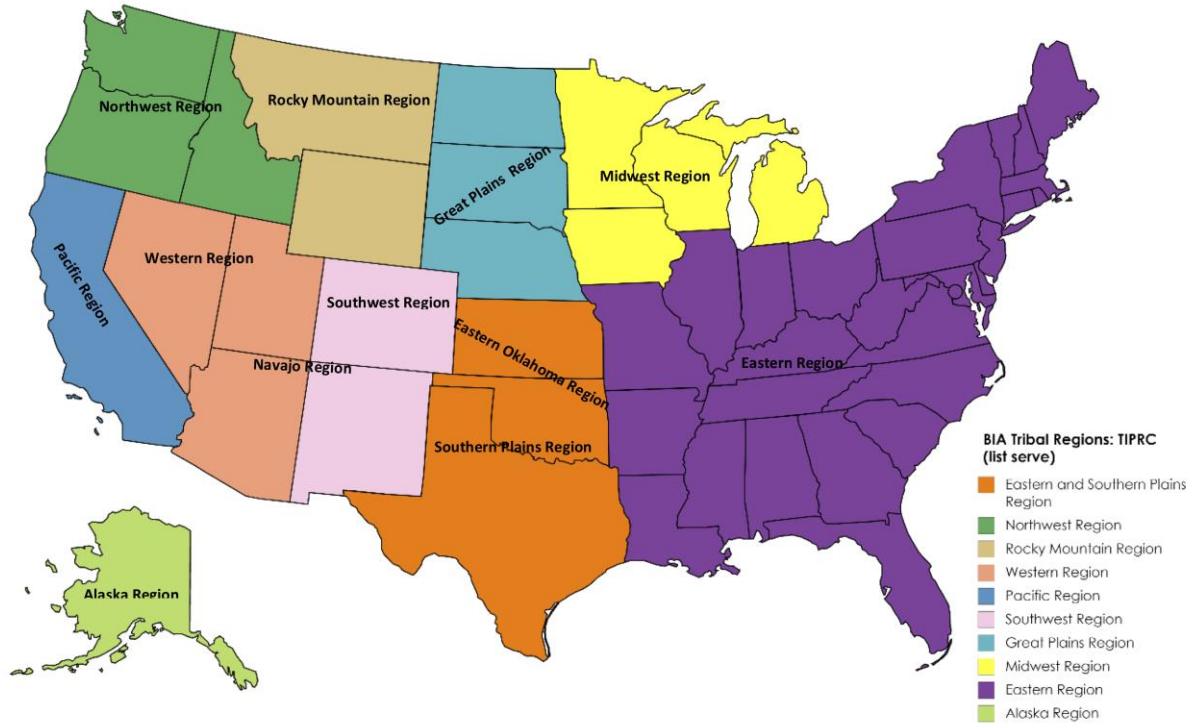 Northwest Region
Rocky Mountain Region
Great Plains Region
Midwest Region
Pacific Region
Western Region
Southwest Region
Navajo Region
Eastern Oklahoma Region
Southern Plains Region
Eastern Region
Alaska Region
BIA Tribal Regions: TIPRC
(list serve)
Eastern and Southern Plains
Region
Northwest Region
Rocky Mountain Region
Western Region
Pacific Region
Southwest Region
Great Plains Region
Midwest Region
Eastern Region
Alaska Region